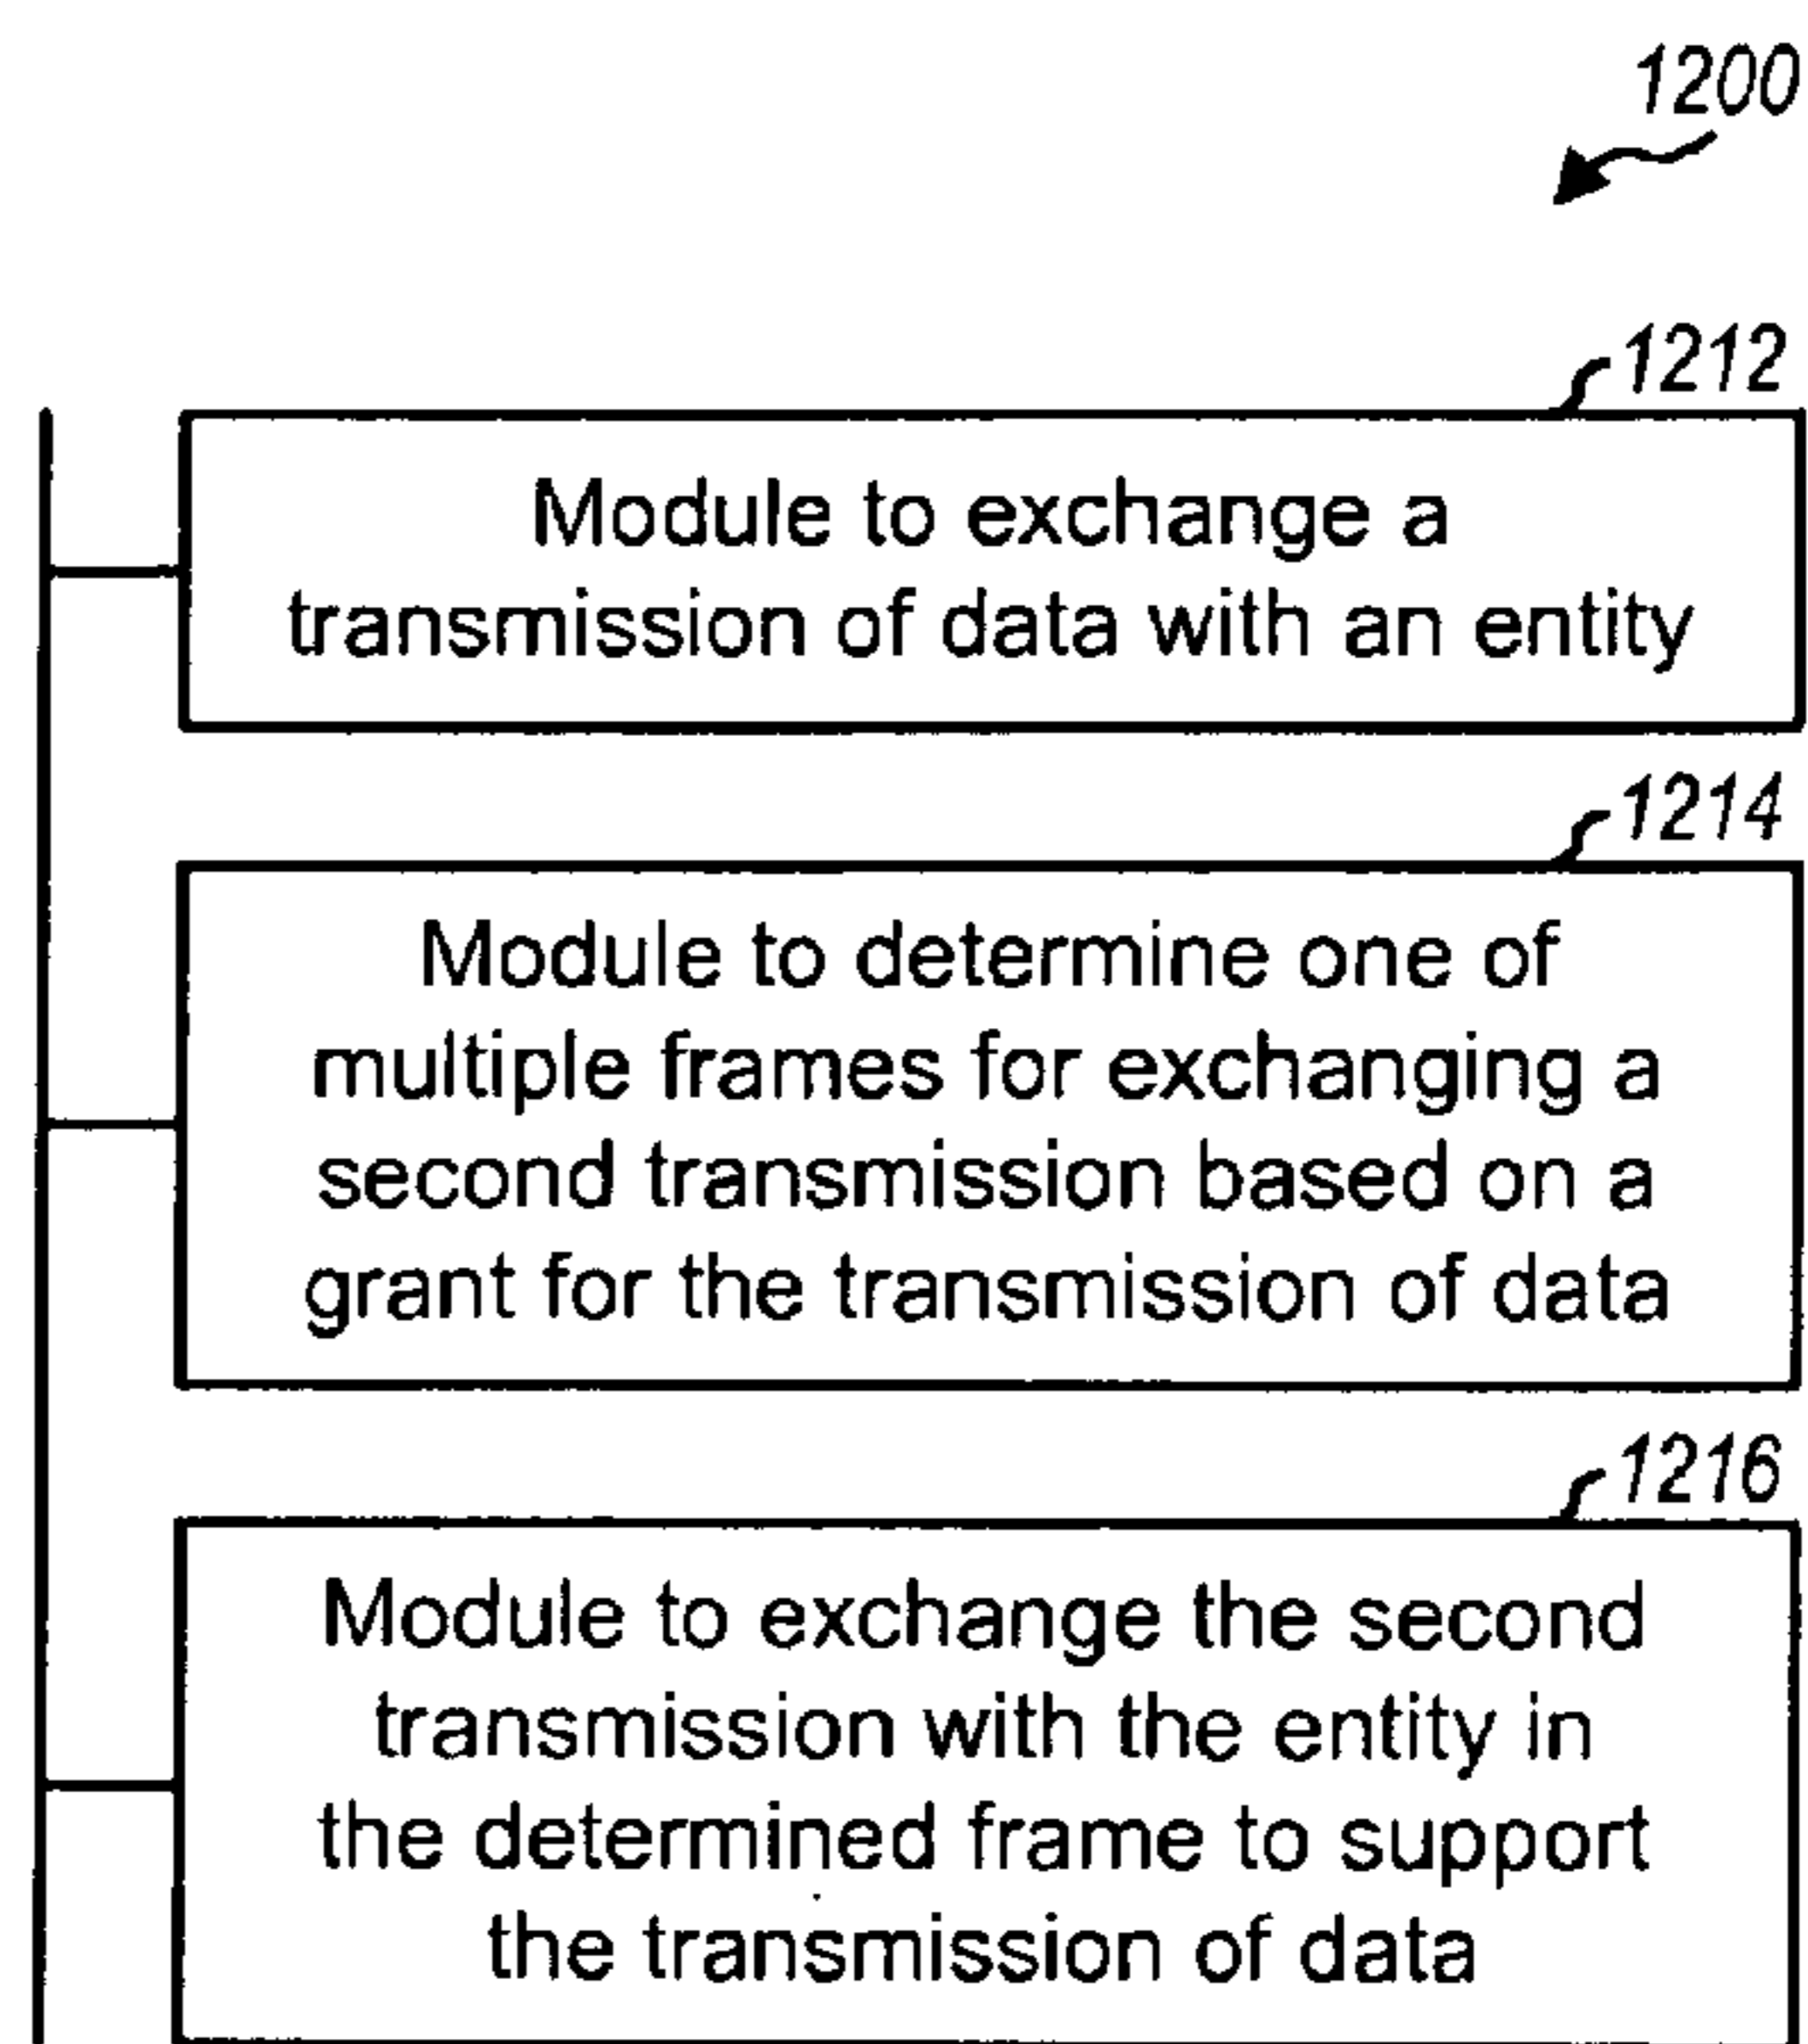 1200
1212
Module to exchange a
transmission of data with an entity
1214
Module to determine one of
multiple frames for exchanging a
second transmission based on a
grant for the transmission of data
1216
Module to exchange the second
transmission with the entity in
the determined frame to support
the transmission of data